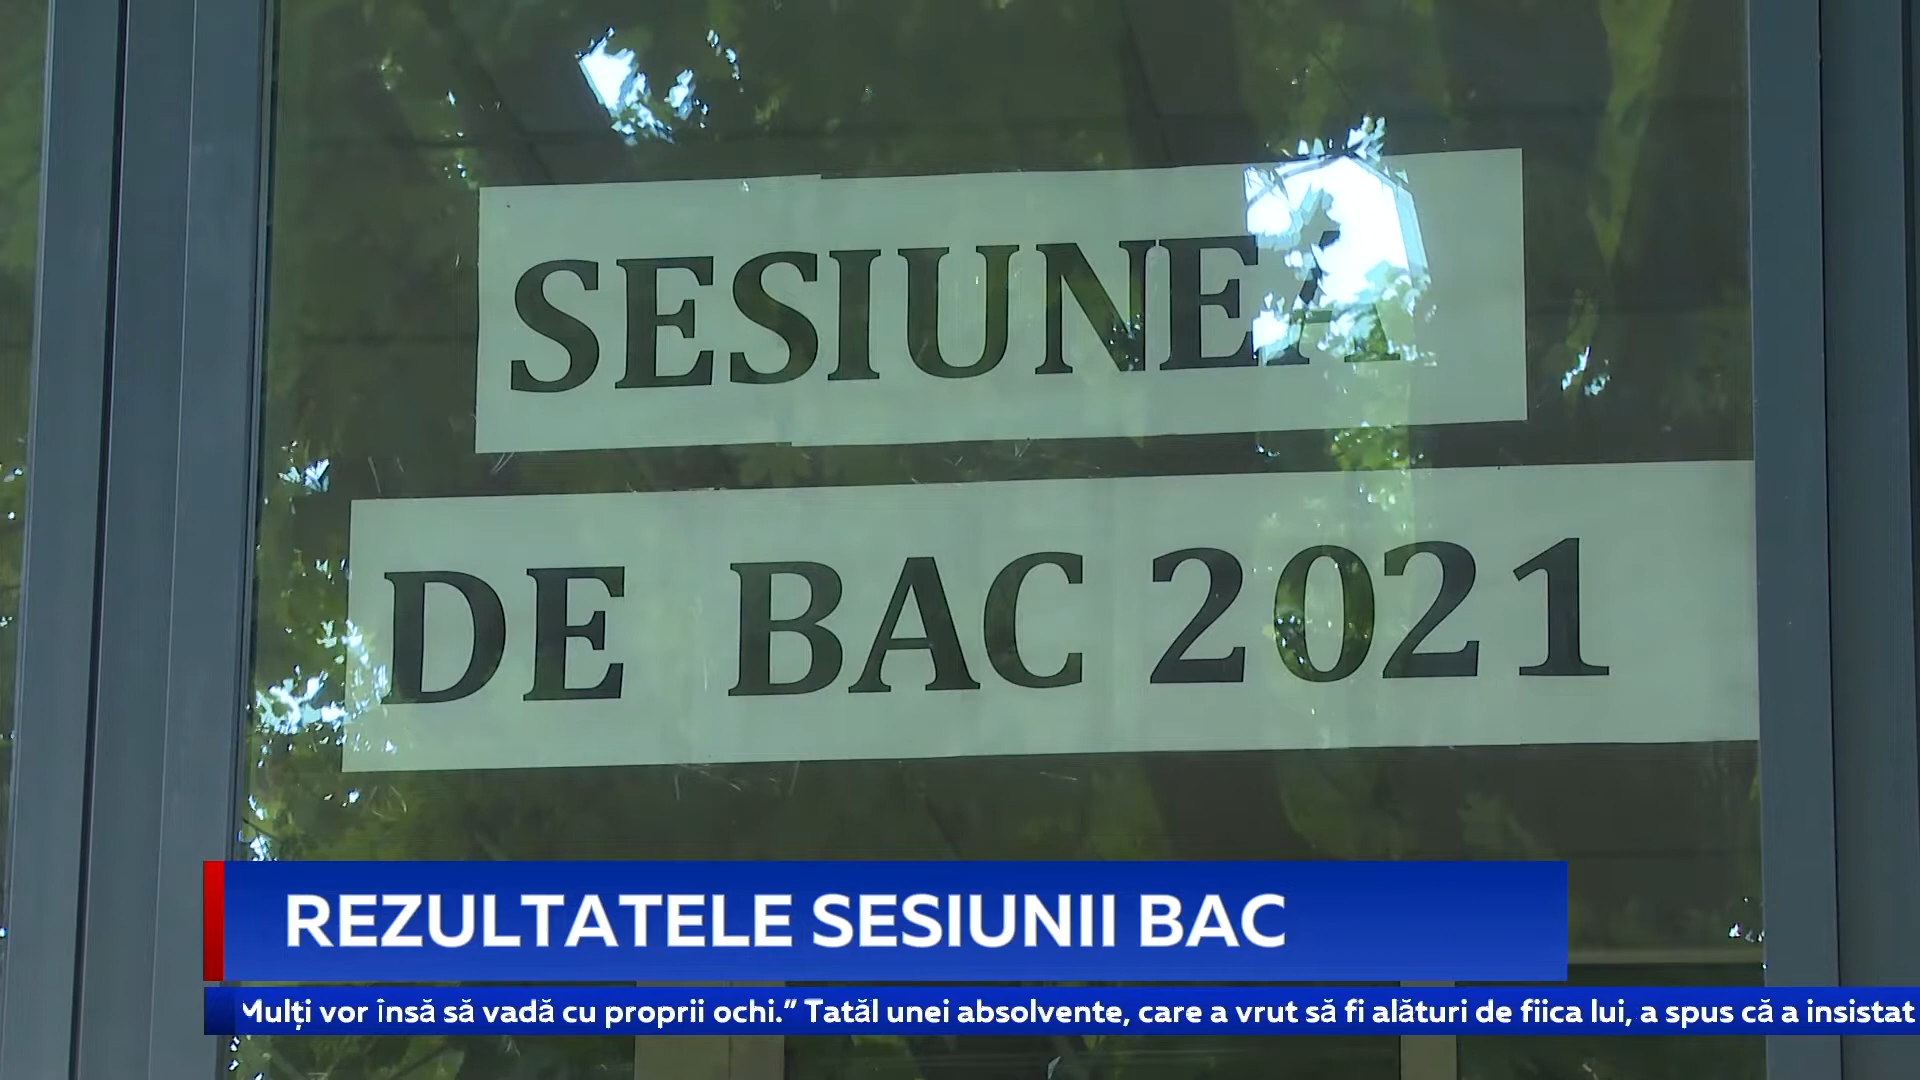 SESIUNEA
DE BAC 2021
REZULTATELE SESIUNII BAC
Mulți vor însă să vadă cu proprii ochi.” Tatăl unei absolvente, care a vrut să fi alături de fiica lui, a spus că a insistat